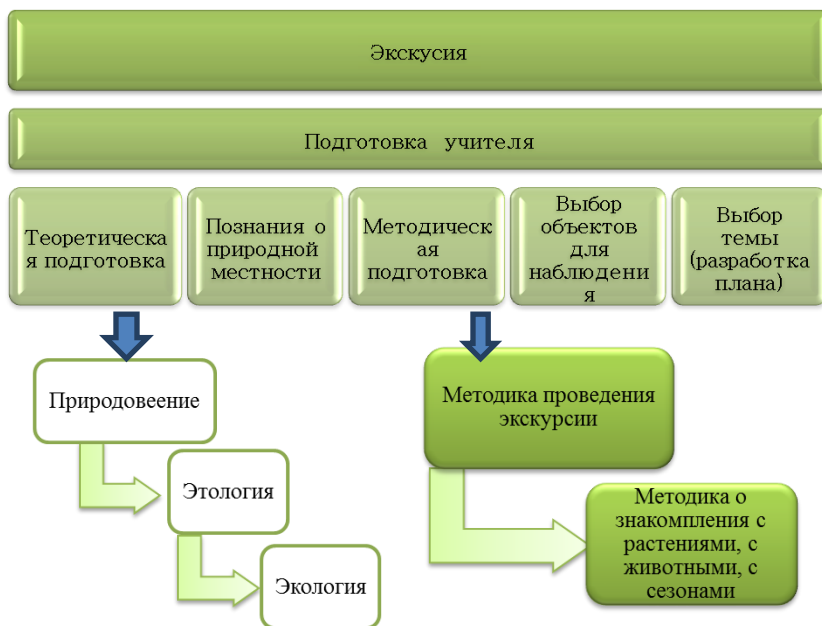 Экскусия
Подготовка учителя
Теоретическа
я подготовка
Познания о
природной
местности
Методическ
ая
подготовка
Выбор
объектов
для
наблюдени
я
Выбор
темы
(разработка
плана)
Природовеение
Этология
Экология
Методика проведения
экскурсии
Методика о
знакомпления с
растениями, с
животными, с
сезонами